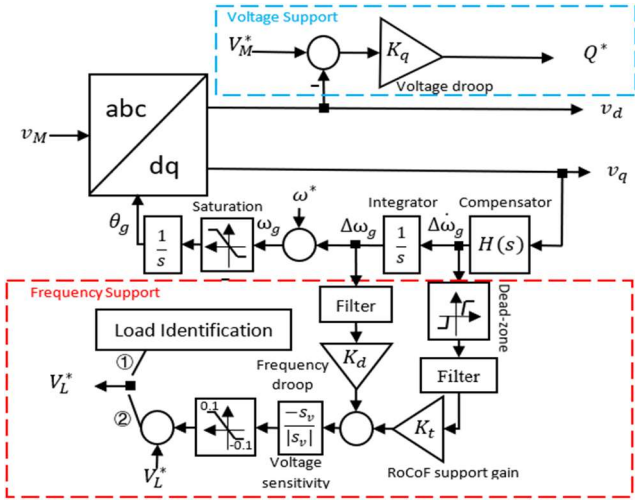 Voltage Support
V_M^*
K_q
Q^*
Voltage droop
abc
dq
v_M
v_d
v_q
θ_g
1/s
Saturation
ω_g
ω^*
Δω_g
Integrator
1/s
Δω̇_g
Compensator
H(s)
Frequency Support
Load Identification
Filter
Dead-zone
①
V_L^*
②
Frequency
droop
K_d
Filter
0.1
-0.1
-s_v/|s_v|
K_t
V_L^*
Voltage
sensitivity
RoCoF support gain